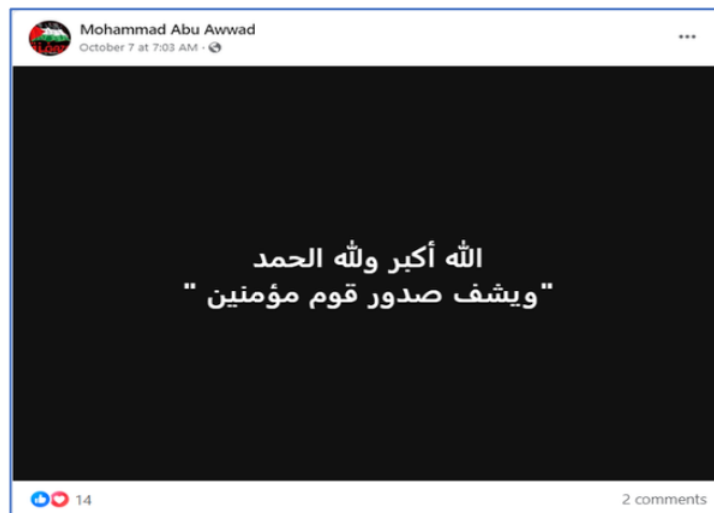 Mohammad Abu Awwad
October 7 at 7:03 AM ·
الله أكبر ولله الحمد
"ويشف صدور قوم مؤمنين "
14
2 comments